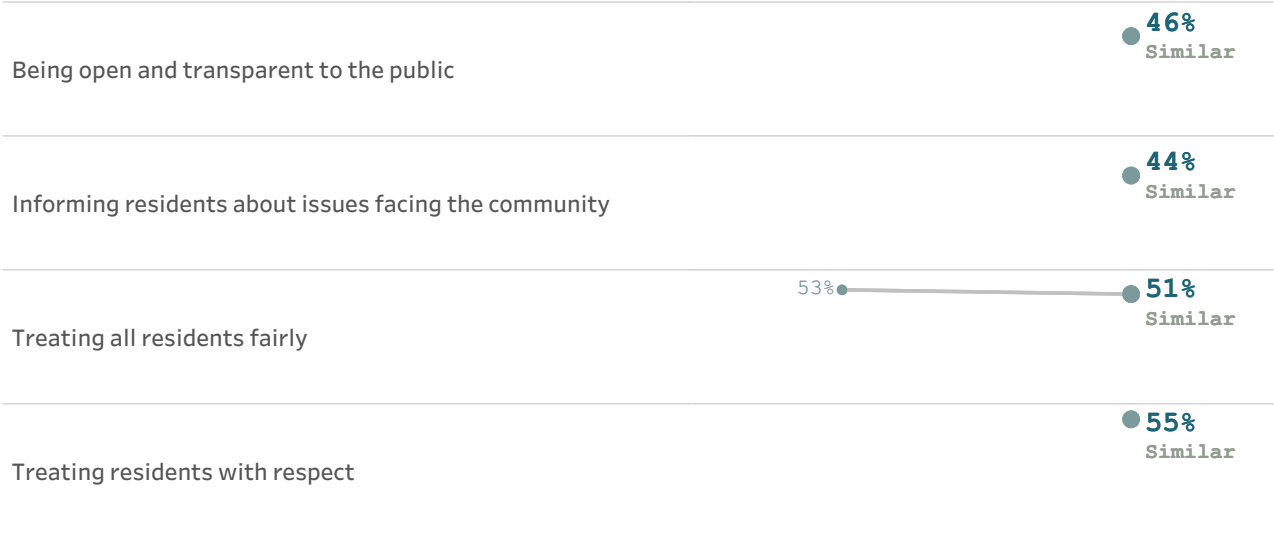 46%
Similar
Being open and transparent to the public
44%
Similar
Informing residents about issues facing the community
53%
51%
Similar
Treating all residents fairly
55%
Similar
Treating residents with respect